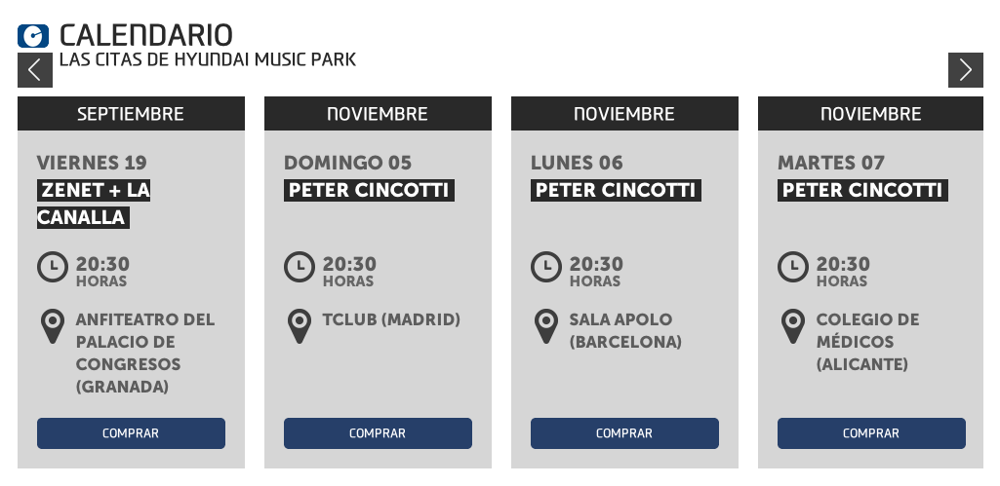 CALENDARIO
LAS CITAS DE HYUNDAI MUSIC PARK
SEPTIEMBRE
VIERNES 19
ZENET + LA
CANALLA
20:30
HORAS
ANFITEATRO DEL
PALACIO DE
CONGRESOS
(GRANADA)
COMPRAR
NOVIEMBRE
DOMINGO 05
PETER CINCOTTI
20:30
HORAS
TCLUB (MADRID)
COMPRAR
NOVIEMBRE
LUNES 06
PETER CINCOTTI
20:30
HORAS
SALA APOLO
(BARCELONA)
COMPRAR
NOVIEMBRE
MARTES 07
PETER CINCOTTI
20:30
HORAS
COLEGIO DE
MÉDICOS
(ALICANTE)
COMPRAR